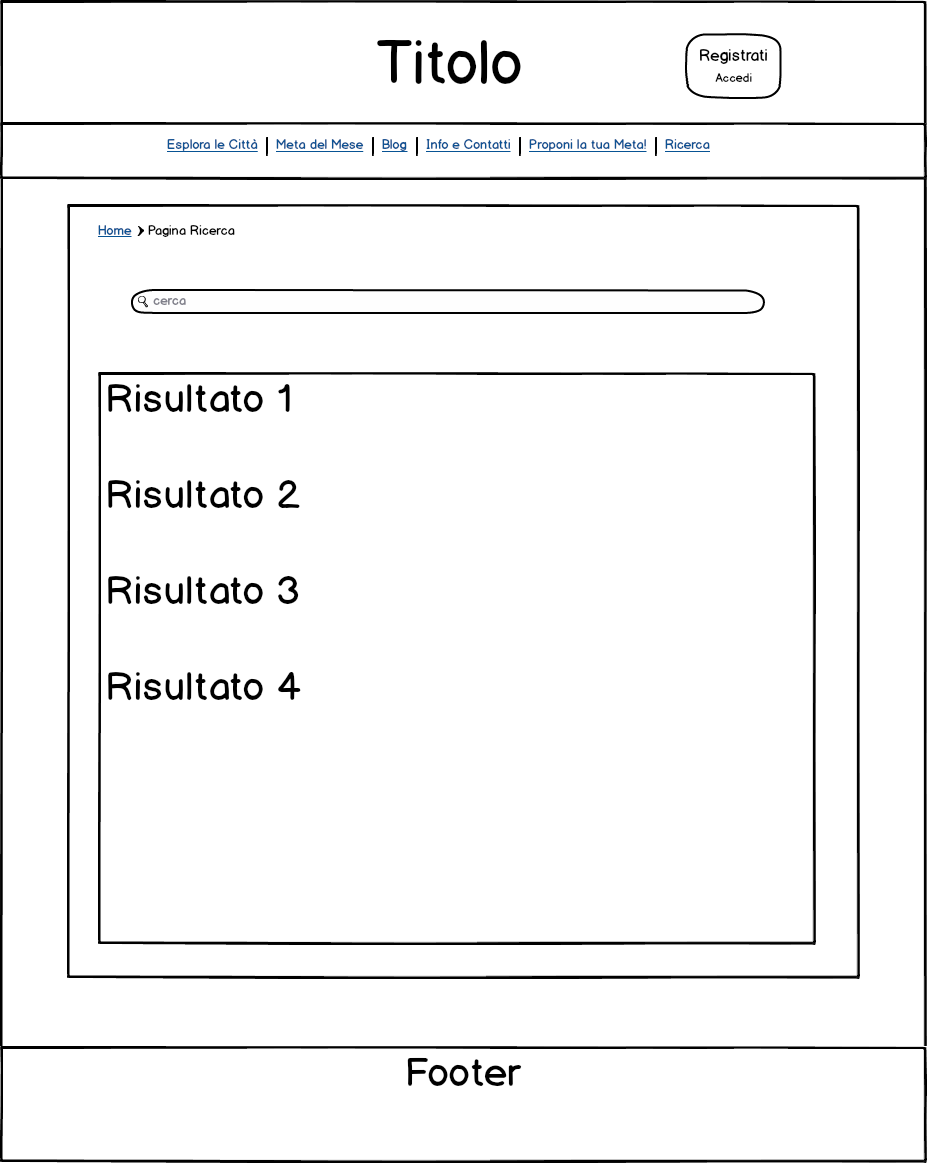 Titolo
Registrati
Accedi
Esplora le Città | Meta del Mese | Blog | Info e Contatti | Proponi la tua Meta! | Ricerca
Home > Pagina Ricerca
cerca
Risultato 1
Risultato 2
Risultato 3
Risultato 4
Footer